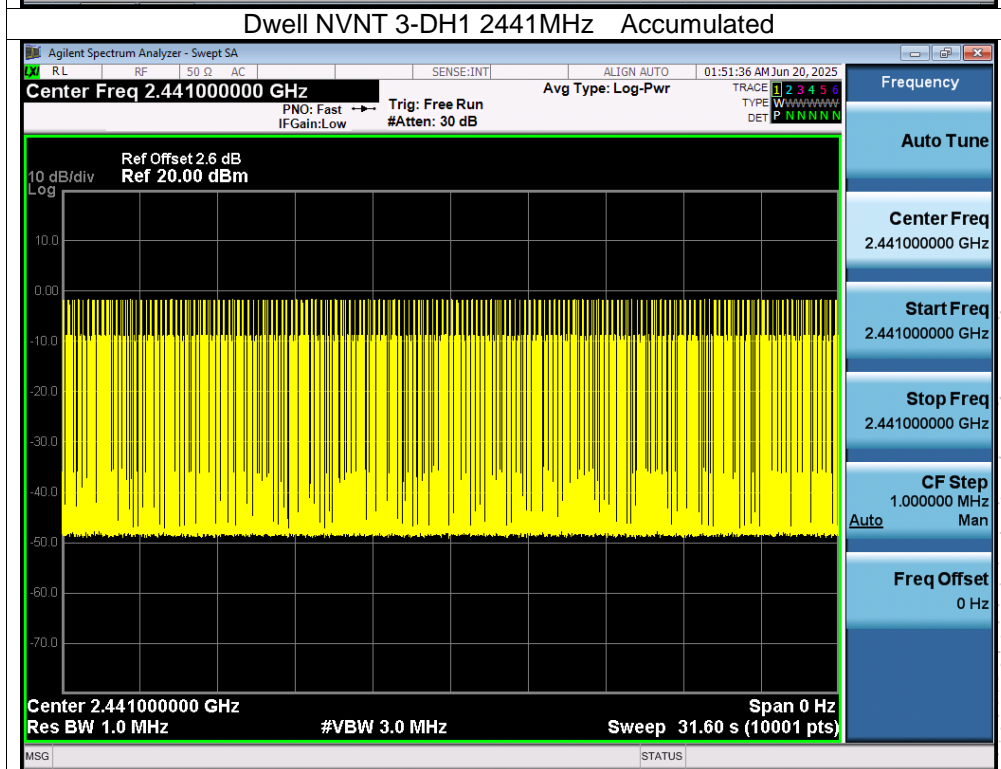 Dwell NVNT 3-DH1 2441MHz Accumulated
Agilent Spectrum Analyzer - Swept SA
LXI RL RF 50 Ω AC SENSE:INT ALIGN AUTO 01:51:36 AM Jun 20, 2025
Center Freq 2.441000000 GHz
PNO: Fast
IFGain:Low
Trig: Free Run
#Atten: 30 dB
Avg Type: Log-Pwr
TRACE 1 2 3 4 5 6
TYPE WWWWWW
DET P N N N N N
Ref Offset 2.6 dB
10 dB/div Ref 20.00 dBm
Log
10.0
0.00
-10.0
-20.0
-30.0
-40.0
-50.0
-60.0
-70.0
Center 2.441000000 GHz Span 0 Hz
Res BW 1.0 MHz #VBW 3.0 MHz Sweep 31.60 s (10001 pts)
MSG STATUS
Frequency
Auto Tune
Center Freq
2.441000000 GHz
Start Freq
2.441000000 GHz
Stop Freq
2.441000000 GHz
CF Step
1.000000 MHz
Auto Man
Freq Offset
0 Hz